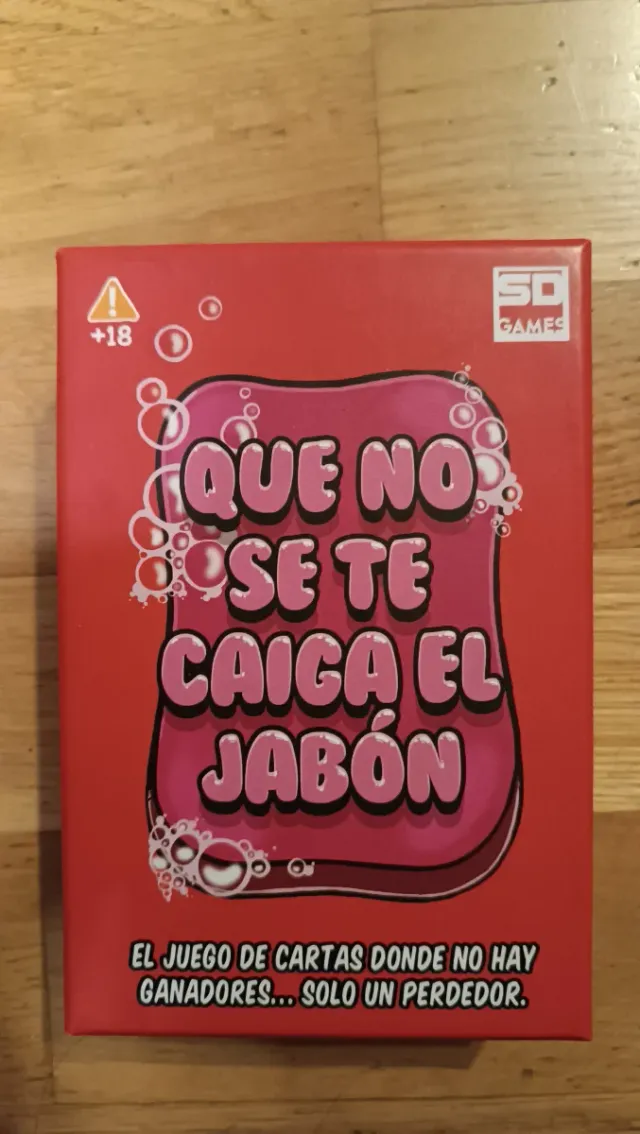 +18
SD
GAMES
QUE NO
SE TE
CAIGA EL
JABÓN
EL JUEGO DE CARTAS DONDE NO HAY
GANADORES... SOLO UN PERDEDOR.